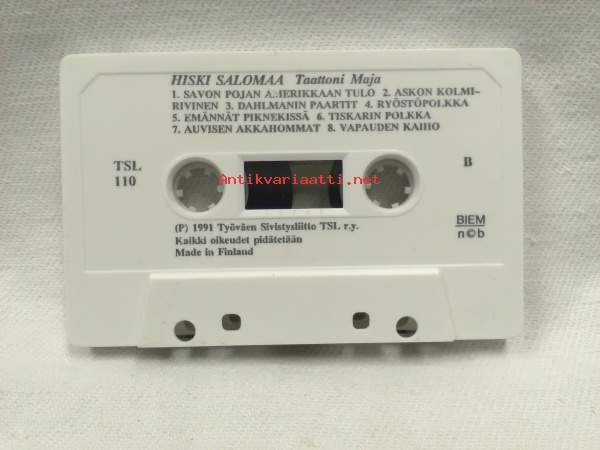 HISKI SALOMAA Taattoni Maja
1. SAVON POJAN AMERIKKAAN TULO 2. ASKON KOLMI-
RIVINEN 3. DAHLMANIN PAARTIT 4. RYÖSTÖPOLKKA
5. EMÄNNÄT PIKNEKISSÄ 6. TISKARIN POLKKA
7. AUVISEN AKKAHOMMAT 8. VAPAUDEN KAIHO
TSL
110
B
Antikvariaatti.net
(P) 1991 Työväen Sivistysliitto TSL r.y.
Kaikki oikeudet pidätetään
Made in Finland
BIEM
n©b